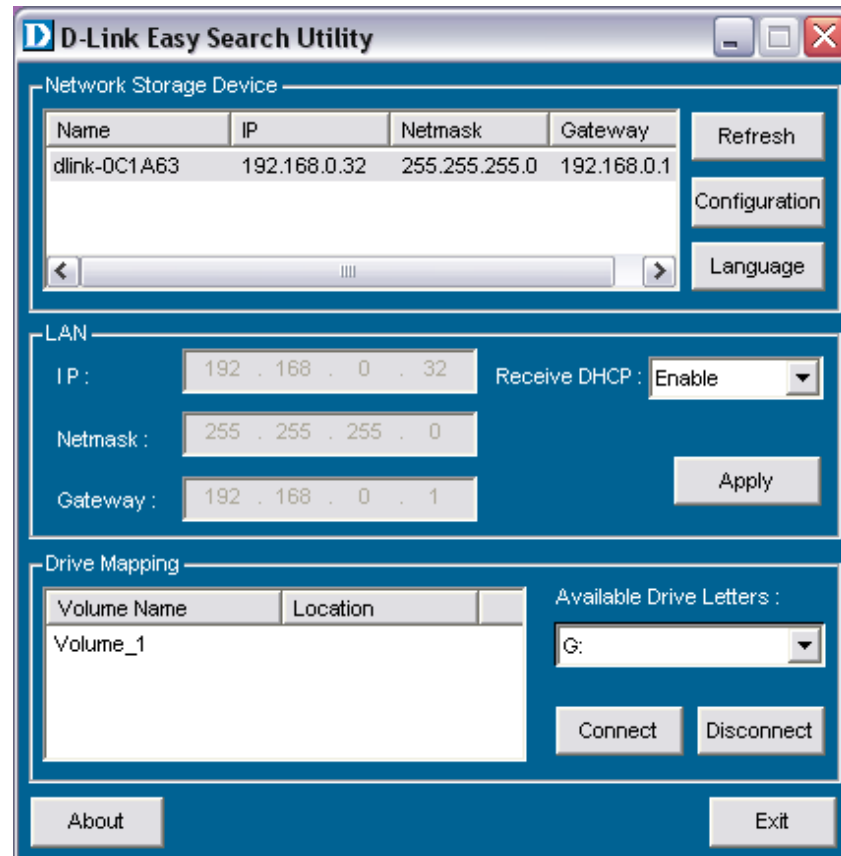 D-Link Easy Search Utility
Network Storage Device
Name IP Netmask Gateway
dlink-0C1A63 192.168.0.32 255.255.255.0 192.168.0.1
Refresh
Configuration
Language
LAN
IP : 192 . 168 . 0 . 32 Receive DHCP : Enable
Netmask : 255 . 255 . 255 . 0
Gateway : 192 . 168 . 0 . 1
Apply
Drive Mapping
Volume Name Location
Volume_1
Available Drive Letters :
G:
Connect Disconnect
About Exit